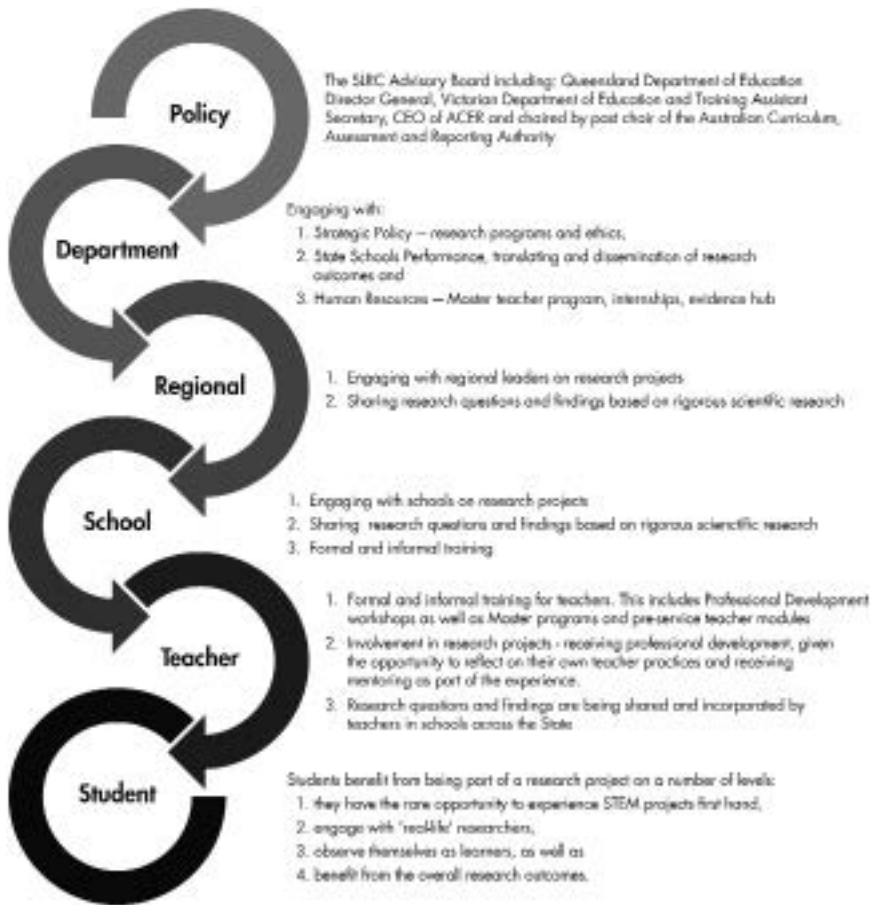 Policy
The SLRC Advisory Board including: Queensland Department of Education
Director General, Victorian Department of Education and Training Assistant
Secretary, CEO of ACER and chaired by past chair of the Australian Curriculum,
Assessment and Reporting Authority
Department
Engaging with:
1. Strategic Policy – research programs and ethics,
2. State Schools Performance, translating and dissemination of research
outcomes and
3. Human Resources – Master teacher program, internships, evidence hub
Regional
1. Engaging with regional leaders on research projects
2. Sharing research questions and findings based on rigorous scientific research
School
1. Engaging with schools on research projects
2. Sharing research questions and findings based on rigorous scienctific research
3. Formal and informal training
Teacher
1. Formal and informal training for teachers. This includes Professional Development
workshops as well as Master programs and pre-service teacher modules
2. Involvement in research projects - receiving professional development, given
the opportunity to reflect on their own teacher practices and receiving
mentoring as part of the experience.
3. Research questions and findings are being shared and incorporated by
teachers in schools across the State
Student
Students benefit from being part of a research project on a number of levels:
1. they have the rare opportunity to experience STEM projects first hand,
2. engage with 'real-life' researchers,
3. observe themselves as learners, as well as
4. benefit from the overall research outcomes.